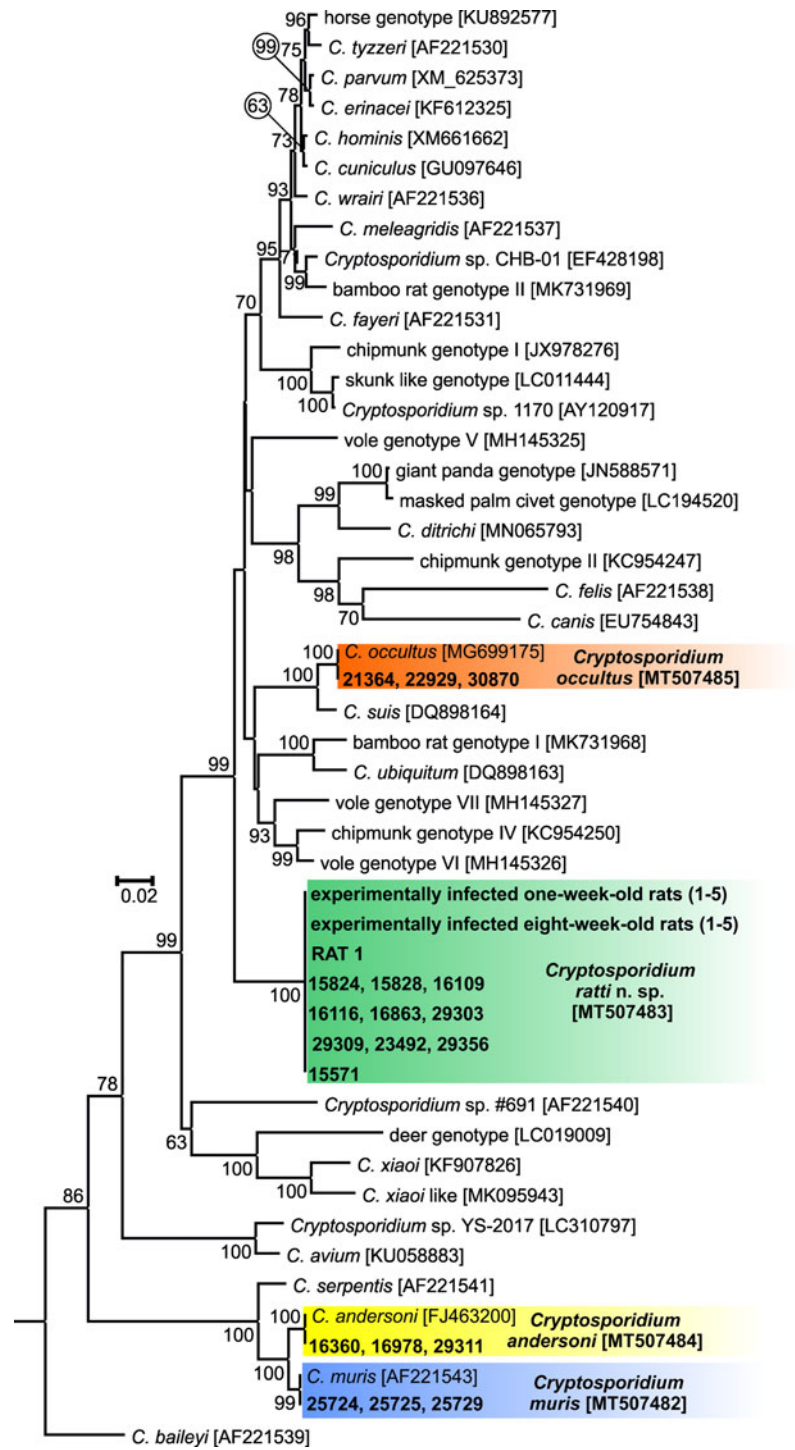 96
horse genotype [KU892577]
75
C. tyzzeri [AF221530]
99
C. parvum [XM_625373]
78
C. erinacei [KF612325]
63
C. hominis [XM661662]
73
C. cuniculus [GU097646]
93
C. wrairi [AF221536]
C. meleagridis [AF221537]
95
Cryptosporidium sp. CHB-01 [EF428198]
99
bamboo rat genotype II [MK731969]
70
C. fayeri [AF221531]
chipmunk genotype I [JX978276]
100
skunk like genotype [LC011444]
100
Cryptosporidium sp. 1170 [AY120917]
vole genotype V [MH145325]
100
giant panda genotype [JN588571]
99
masked palm civet genotype [LC194520]
C. ditrichi [MN065793]
98
chipmunk genotype II [KC954247]
98
C. felis [AF221538]
70
C. canis [EU754843]
100
C. occultus [MG699175]
21364, 22929, 30870
Cryptosporidium
occultus [MT507485]
100
C. suis [DQ898164]
100
bamboo rat genotype I [MK731968]
C. ubiquitum [DQ898163]
99
vole genotype VII [MH145327]
93
chipmunk genotype IV [KC954250]
99
vole genotype VI [MH145326]
0.02
experimentally infected one-week-old rats (1-5)
experimentally infected eight-week-old rats (1-5)
RAT 1
15824, 15828, 16109
16116, 16863, 29303
29309, 23492, 29356
15571
Cryptosporidium
ratti n. sp.
[MT507483]
99
100
78
Cryptosporidium sp. #691 [AF221540]
63
deer genotype [LC019009]
100
C. xiaoi [KF907826]
100
C. xiaoi like [MK095943]
86
Cryptosporidium sp. YS-2017 [LC310797]
100
C. avium [KU058883]
C. serpentis [AF221541]
100
100
C. andersoni [FJ463200]
16360, 16978, 29311
Cryptosporidium
andersoni [MT507484]
100
C. muris [AF221543]
99
25724, 25725, 25729
Cryptosporidium
muris [MT507482]
C. baileyi [AF221539]